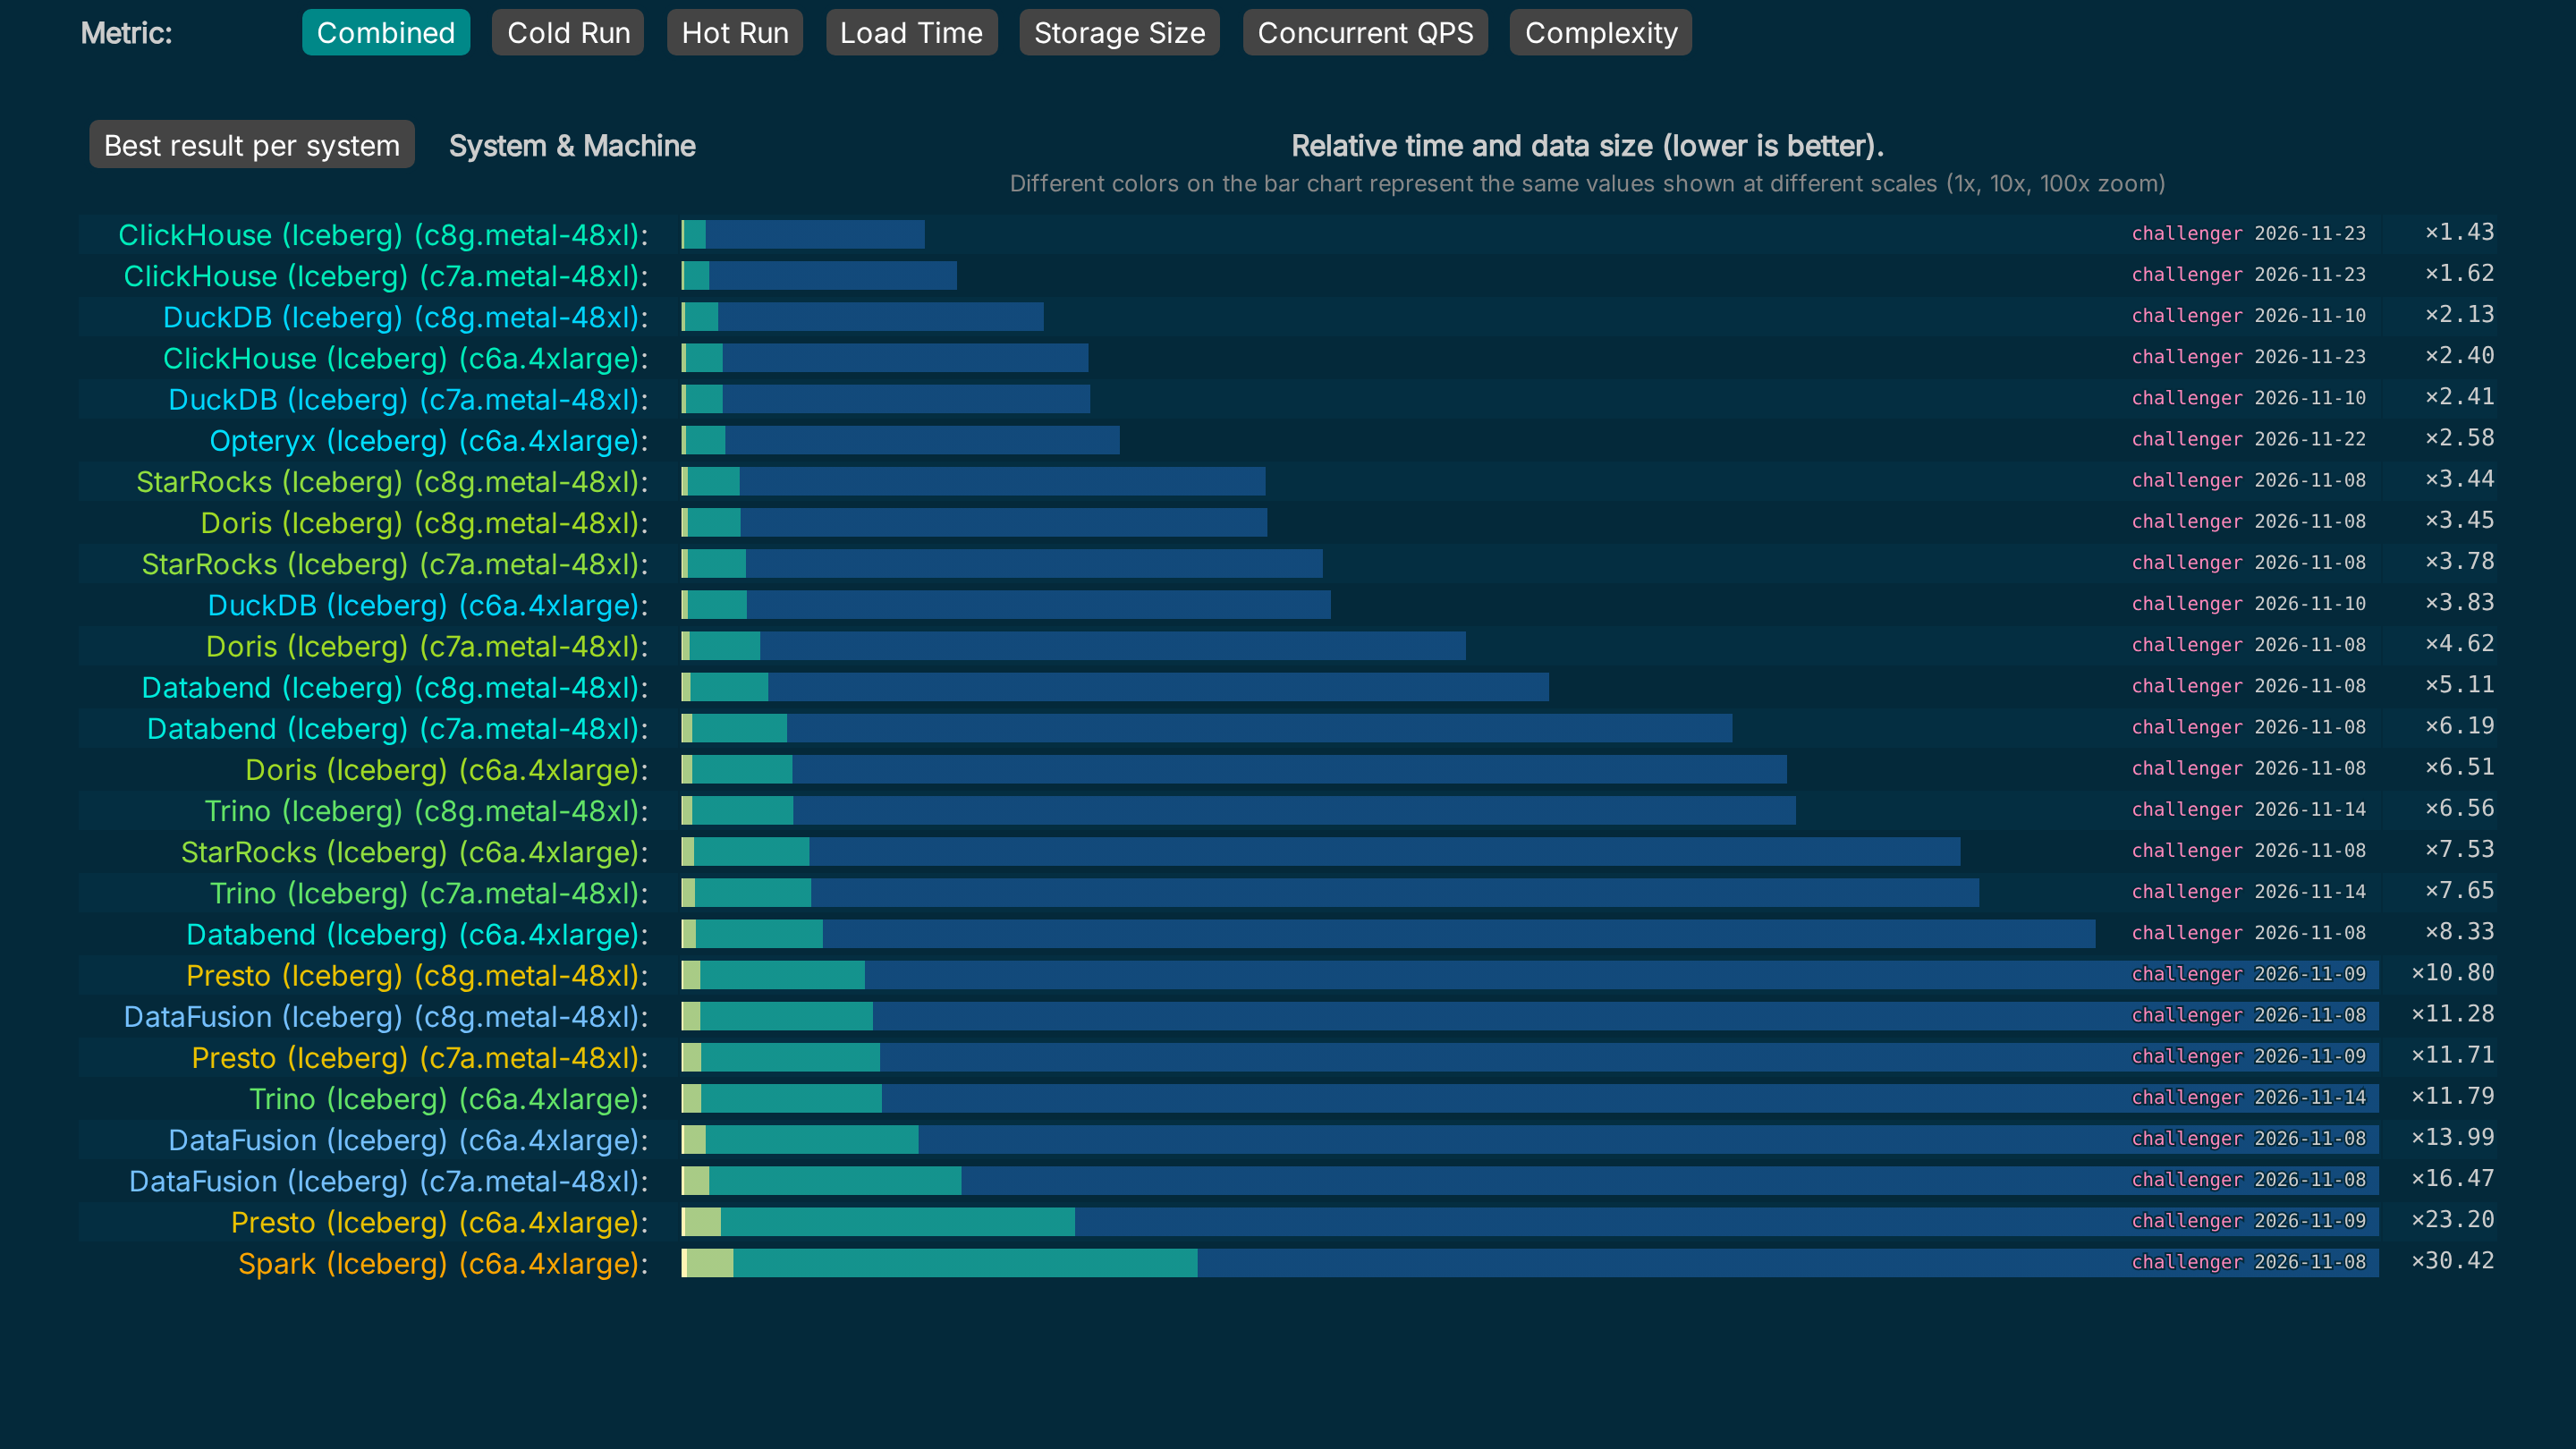 Metric: Combined Cold Run Hot Run Load Time Storage Size Concurrent QPS Complexity
Best result per system System & Machine Relative time and data size (lower is better).
Different colors on the bar chart represent the same values shown at different scales (1x, 10x, 100x zoom)
ClickHouse (Iceberg) (c8g.metal-48xl): challenger 2026-11-23 ×1.43
ClickHouse (Iceberg) (c7a.metal-48xl): challenger 2026-11-23 ×1.62
DuckDB (Iceberg) (c8g.metal-48xl): challenger 2026-11-10 ×2.13
ClickHouse (Iceberg) (c6a.4xlarge): challenger 2026-11-23 ×2.40
DuckDB (Iceberg) (c7a.metal-48xl): challenger 2026-11-10 ×2.41
Opteryx (Iceberg) (c6a.4xlarge): challenger 2026-11-22 ×2.58
StarRocks (Iceberg) (c8g.metal-48xl): challenger 2026-11-08 ×3.44
Doris (Iceberg) (c8g.metal-48xl): challenger 2026-11-08 ×3.45
StarRocks (Iceberg) (c7a.metal-48xl): challenger 2026-11-08 ×3.78
DuckDB (Iceberg) (c6a.4xlarge): challenger 2026-11-10 ×3.83
Doris (Iceberg) (c7a.metal-48xl): challenger 2026-11-08 ×4.62
Databend (Iceberg) (c8g.metal-48xl): challenger 2026-11-08 ×5.11
Databend (Iceberg) (c7a.metal-48xl): challenger 2026-11-08 ×6.19
Doris (Iceberg) (c6a.4xlarge): challenger 2026-11-08 ×6.51
Trino (Iceberg) (c8g.metal-48xl): challenger 2026-11-14 ×6.56
StarRocks (Iceberg) (c6a.4xlarge): challenger 2026-11-08 ×7.53
Trino (Iceberg) (c7a.metal-48xl): challenger 2026-11-14 ×7.65
Databend (Iceberg) (c6a.4xlarge): challenger 2026-11-08 ×8.33
Presto (Iceberg) (c8g.metal-48xl): challenger 2026-11-09 ×10.80
DataFusion (Iceberg) (c8g.metal-48xl): challenger 2026-11-08 ×11.28
Presto (Iceberg) (c7a.metal-48xl): challenger 2026-11-09 ×11.71
Trino (Iceberg) (c6a.4xlarge): challenger 2026-11-14 ×11.79
DataFusion (Iceberg) (c6a.4xlarge): challenger 2026-11-08 ×13.99
DataFusion (Iceberg) (c7a.metal-48xl): challenger 2026-11-08 ×16.47
Presto (Iceberg) (c6a.4xlarge): challenger 2026-11-09 ×23.20
Spark (Iceberg) (c6a.4xlarge): challenger 2026-11-08 ×30.42